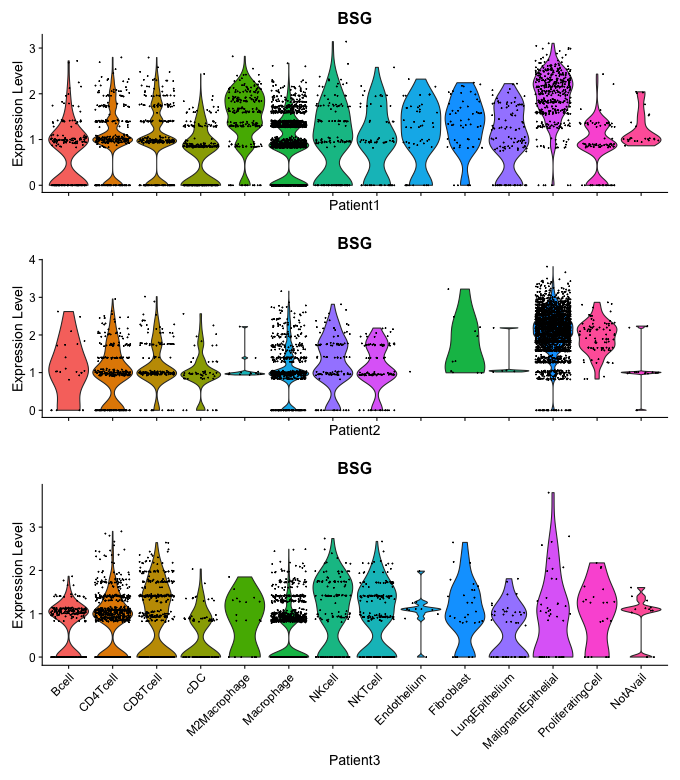 BSG
Expression Level
3
2
1
0
Patient1
BSG
Expression Level
4
3
2
1
0
Patient2
BSG
Expression Level
3
2
1
0
Bcell
CD4Tcell
CD8Tcell
cDC
M2Macrophage
Macrophage
NKcell
NKTcell
Endothelium
Fibroblast
LungEpithelium
MalignantEpithelial
ProliferatingCell
NotAvail
Patient3